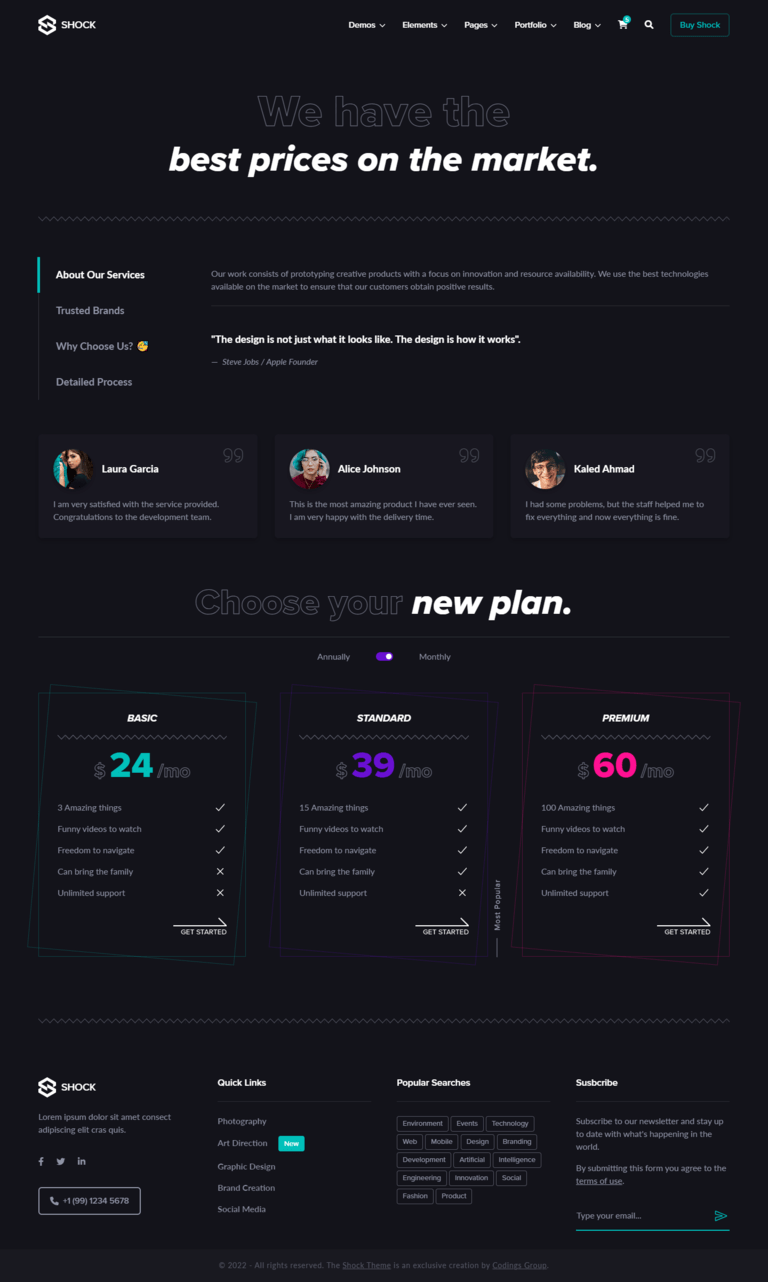 SHOCK
Demos Elements Pages Portfolio Blog 5 Buy Shock
We have the
best prices on the market.
About Our Services
Trusted Brands
Why Choose Us?
Detailed Process
Our work consists of prototyping creative products with a focus on innovation and resource availability. We use the best technologies
available on the market to ensure that our customers obtain positive results.
"The design is not just what it looks like. The design is how it works".
— Steve Jobs / Apple Founder
Laura Garcia
I am very satisfied with the service provided.
Congratulations to the development team.
Alice Johnson
This is the most amazing product I have ever seen.
I am very happy with the delivery time.
Kaled Ahmad
I had some problems, but the staff helped me to
fix everything and now everything is fine.
Choose your new plan.
Annually Monthly
BASIC
$ 24 /mo
3 Amazing things
Funny videos to watch
Freedom to navigate
Can bring the family
Unlimited support
GET STARTED
STANDARD
$ 39 /mo
15 Amazing things
Funny videos to watch
Freedom to navigate
Can bring the family
Unlimited support
GET STARTED
Most Popular
PREMIUM
$ 60 /mo
100 Amazing things
Funny videos to watch
Freedom to navigate
Can bring the family
Unlimited support
GET STARTED
SHOCK
Lorem ipsum dolor sit amet consect
adipiscing elit cras quis.
+1 (99) 1234 5678
Quick Links
Photography
Art Direction New
Graphic Design
Brand Creation
Social Media
Popular Searches
Environment Events Technology
Web Mobile Design Branding
Development Artificial Intelligence
Engineering Innovation Social
Fashion Product
Susbcribe
Subscribe to our newsletter and stay up
to date with what's happening in the
world.
By submitting this form you agree to the
terms of use.
Type your email...
© 2022 - All rights reserved. The Shock Theme is an exclusive creation by Codings Group.